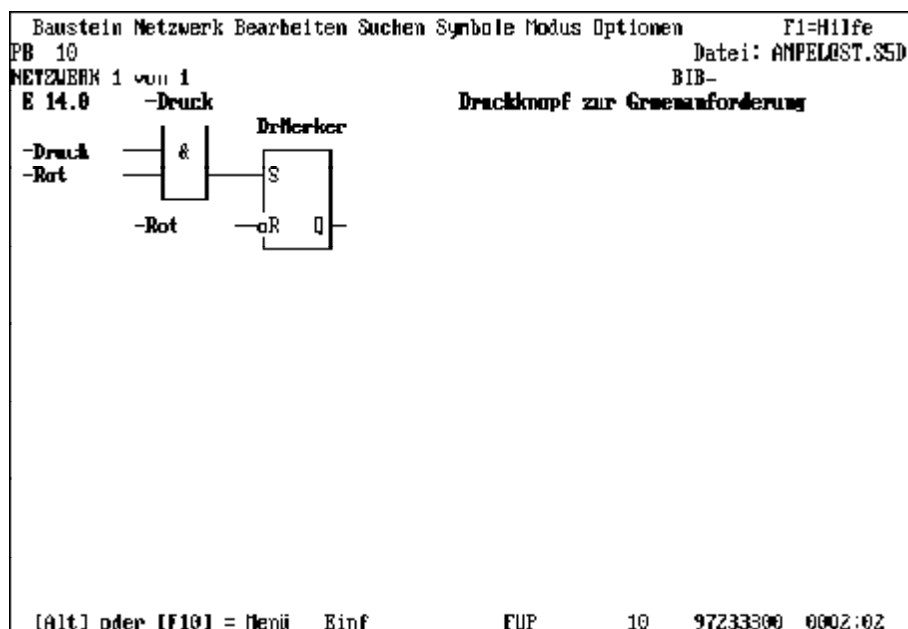 Baustein Netzwerk Bearbeiten Suchen Symbole Modus Optionen F1=Hilfe
PB 10 Datei: AMPEL@ST.S5D
NETZWERK 1 von 1 BIB=
E 14.0 -Druck Druckknopf zur Gruenanforderung
DrMerker
-Druck &
-Rot S
-Rot R Q
[Alt] oder [F10] = Menü Einf FUP 10 97233300 0002:02